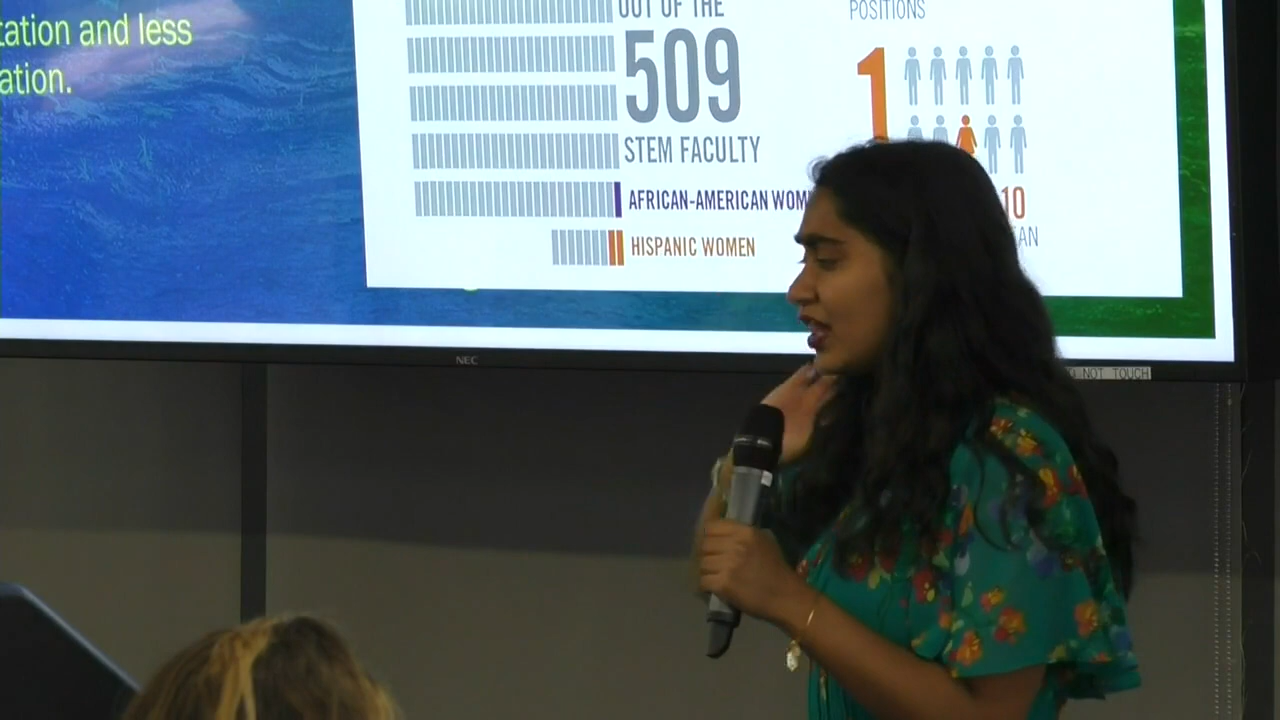 tation and less
ation.
OUT OF THE
509
STEM FACULTY
AFRICAN-AMERICAN WOM
HISPANIC WOMEN
POSITIONS
1
10
AN
NEC
O NOT TOUCH